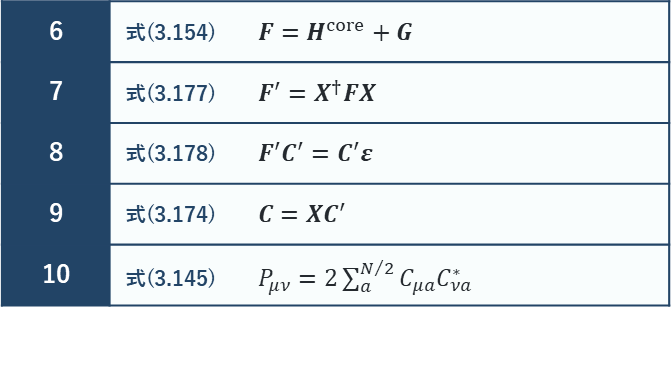 6 式(3.154) F = H^core + G
7 式(3.177) F′ = X†FX
8 式(3.178) F′C′ = C′ε
9 式(3.174) C = XC′
10 式(3.145) P_μν = 2 ∑_a^N/2 C_μa C_νa^*